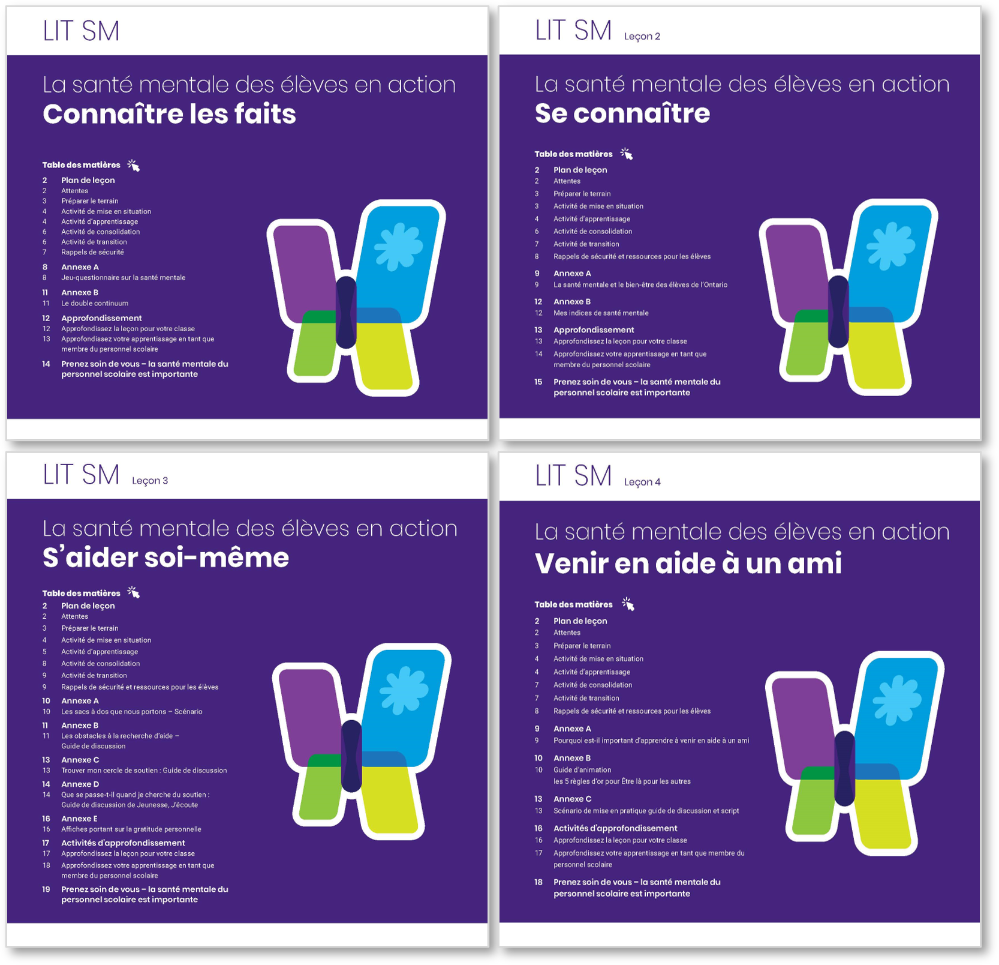 LIT SM
La santé mentale des élèves en action
Connaître les faits
Table des matières
2 Plan de leçon
2 Attentes
3 Préparer le terrain
4 Activité de mise en situation
4 Activité d'apprentissage
6 Activité de consolidation
6 Activité de transition
7 Rappels de sécurité
8 Annexe A
8 Jeu-questionnaire sur la santé mentale
11 Annexe B
11 Le double continuum
12 Approfondissement
12 Approfondissez la leçon pour votre classe
13 Approfondissez votre apprentissage en tant que
membre du personnel scolaire
14 Prenez soin de vous – la santé mentale du
personnel scolaire est importante
LIT SM Leçon 2
La santé mentale des élèves en action
Se connaître
Table des matières
2 Plan de leçon
2 Attentes
3 Préparer le terrain
3 Activité de mise en situation
4 Activité d'apprentissage
6 Activité de consolidation
7 Activité de transition
8 Rappels de sécurité et ressources pour les élèves
9 Annexe A
9 La santé mentale et le bien-être des élèves de l'Ontario
12 Annexe B
12 Mes indices de santé mentale
13 Approfondissement
13 Approfondissez la leçon pour votre classe
14 Approfondissez votre apprentissage en tant que
membre du personnel scolaire
15 Prenez soin de vous – la santé mentale du
personnel scolaire est importante
LIT SM Leçon 3
La santé mentale des élèves en action
S'aider soi-même
Table des matières
2 Plan de leçon
2 Attentes
3 Préparer le terrain
4 Activité de mise en situation
5 Activité d'apprentissage
8 Activité de consolidation
9 Activité de transition
9 Rappels de sécurité et ressources pour les élèves
10 Annexe A
10 Les sacs à dos que nous portons – Scénario
11 Annexe B
11 Les obstacles à la recherche d'aide –
Guide de discussion
13 Annexe C
13 Trouver mon cercle de soutien : Guide de discussion
14 Annexe D
14 Que se passe-t-il quand je cherche du soutien :
Guide de discussion de Jeunesse, J'écoute
16 Annexe E
16 Affiches portant sur la gratitude personnelle
17 Activités d'approfondissement
17 Approfondissez la leçon pour votre classe
18 Approfondissez votre apprentissage en tant que
membre du personnel scolaire
19 Prenez soin de vous – la santé mentale du
personnel scolaire est importante
LIT SM Leçon 4
La santé mentale des élèves en action
Venir en aide à un ami
Table des matières
2 Plan de leçon
2 Attentes
3 Préparer le terrain
4 Activité de mise en situation
4 Activité d'apprentissage
7 Activité de consolidation
7 Activité de transition
8 Rappels de sécurité et ressources pour les élèves
9 Annexe A
9 Pourquoi est-il important d'apprendre à venir en aide à un ami
10 Annexe B
10 Guide d'animation
les 5 règles d'or pour Être là pour les autres
13 Annexe C
13 Scénario de mise en pratique guide de discussion et script
16 Activités d'approfondissement
16 Approfondissez la leçon pour votre classe
17 Approfondissez votre apprentissage en tant que membre du
personnel scolaire
18 Prenez soin de vous – la santé mentale du
personnel scolaire est importante